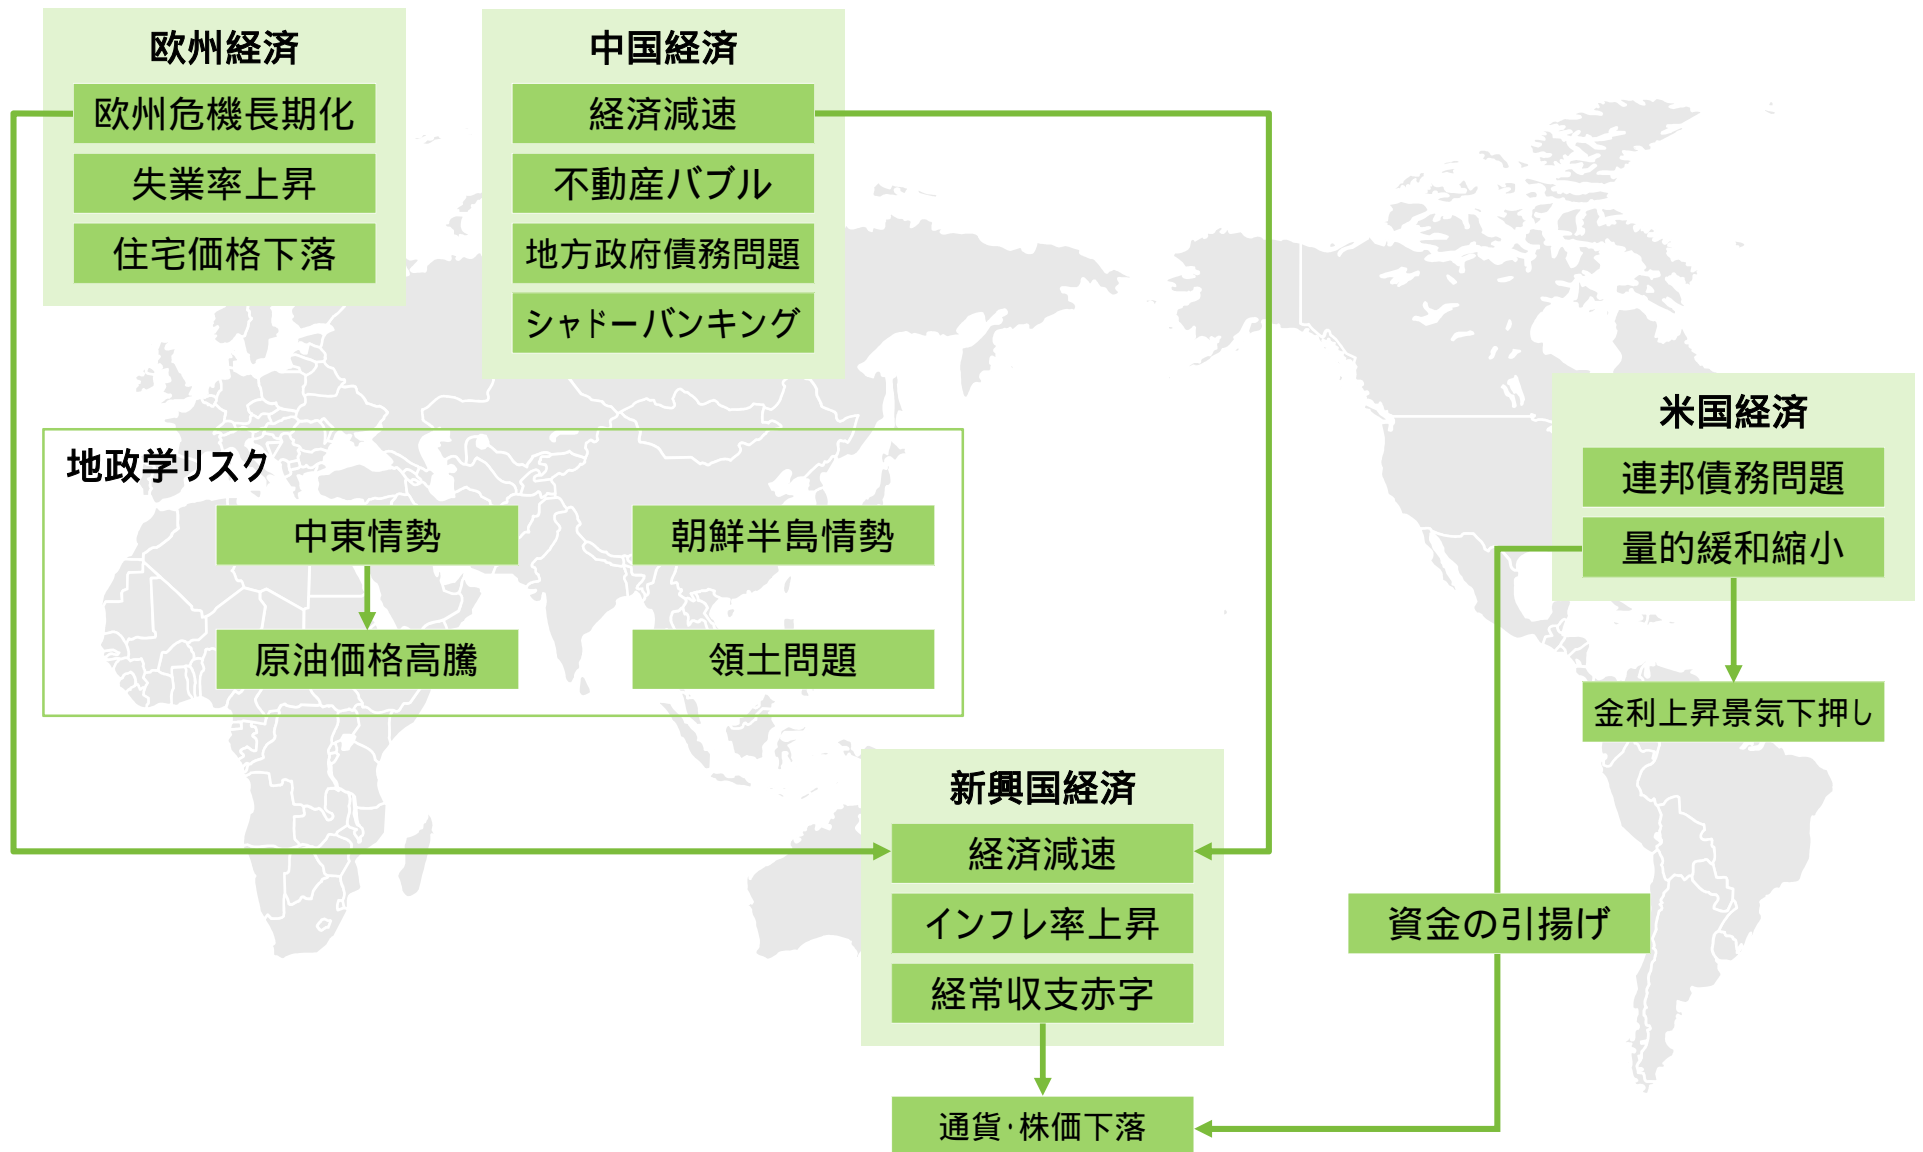 欧州経済
欧州危機長期化
失業率上昇
住宅価格下落
中国経済
経済減速
不動産バブル
地方政府債務問題
シャドーバンキング
地政学リスク
中東情勢
原油価格高騰
朝鮮半島情勢
領土問題
米国経済
連邦債務問題
量的緩和縮小
金利上昇景気下押し
新興国経済
経済減速
インフレ率上昇
経常収支赤字
資金の引揚げ
通貨・株価下落